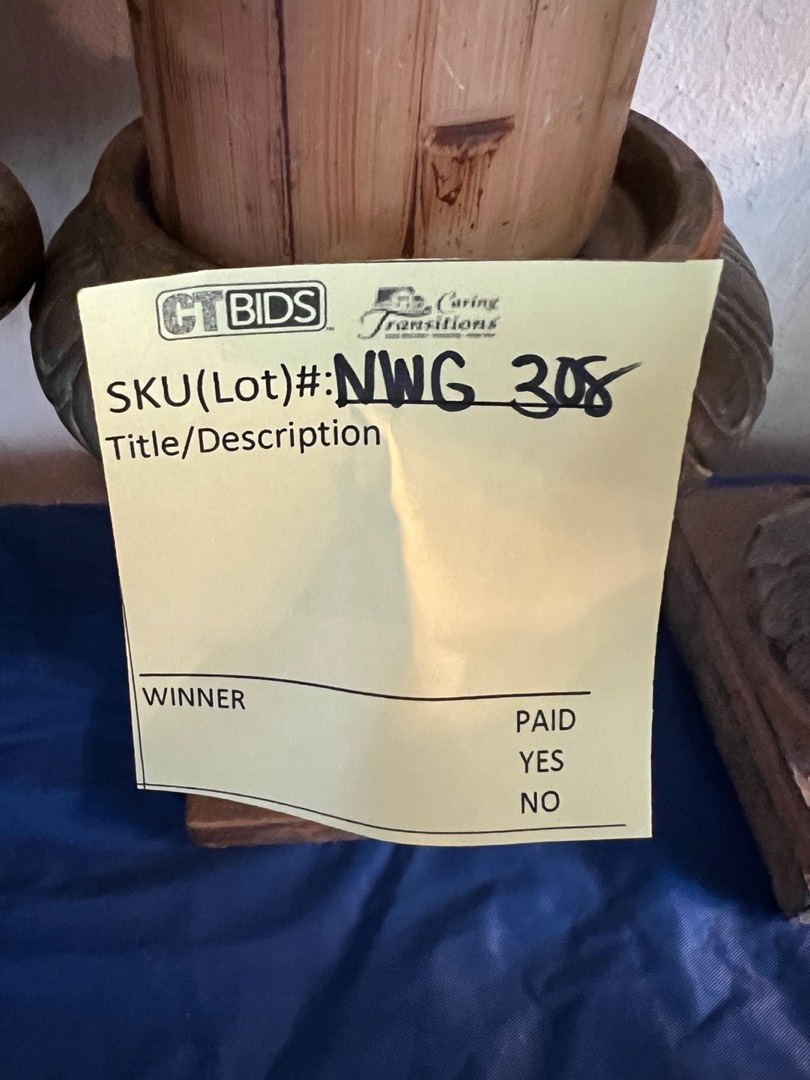 CTBIDS
Caring
Transitions
SKU(Lot)#:NWG 308
Title/Description
WINNER
PAID
YES
NO